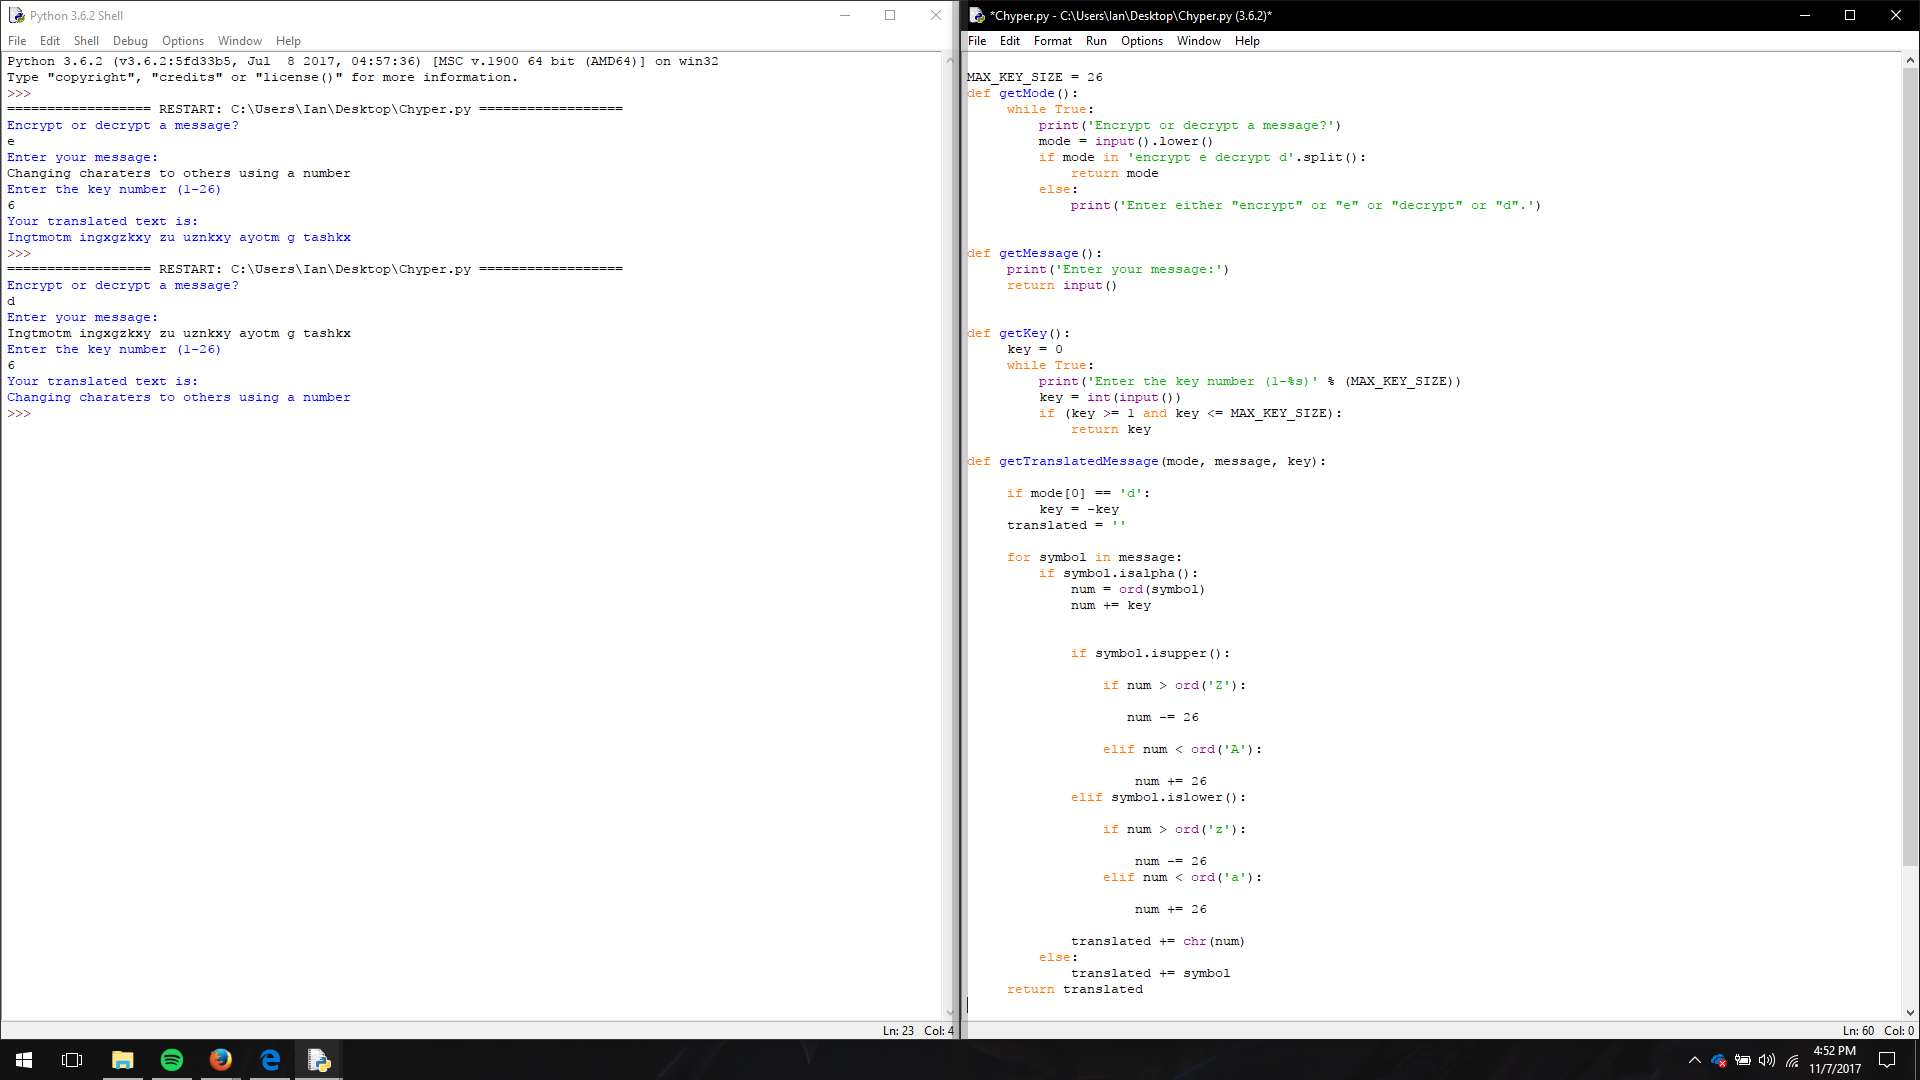 Python 3.6.2 Shell
File Edit Shell Debug Options Window Help
Python 3.6.2 (v3.6.2:5fd33b5, Jul  8 2017, 04:57:36) [MSC v.1900 64 bit (AMD64)] on win32
Type "copyright", "credits" or "license()" for more information.
>>>
================== RESTART: C:\Users\Ian\Desktop\Chyper.py ==================
Encrypt or decrypt a message?
e
Enter your message:
Changing charaters to others using a number
Enter the key number (1-26)
6
Your translated text is:
Ingtmotm ingxgzkxy zu uznkxy ayotm g tashkx
>>>
================== RESTART: C:\Users\Ian\Desktop\Chyper.py ==================
Encrypt or decrypt a message?
d
Enter your message:
Ingtmotm ingxgzkxy zu uznkxy ayotm g tashkx
Enter the key number (1-26)
6
Your translated text is:
Changing charaters to others using a number
>>>
Ln: 23 Col: 4
*Chyper.py - C:\Users\Ian\Desktop\Chyper.py (3.6.2)*
File Edit Format Run Options Window Help
MAX_KEY_SIZE = 26
def getMode():
     while True:
         print('Encrypt or decrypt a message?')
         mode = input().lower()
         if mode in 'encrypt e decrypt d'.split():
             return mode
         else:
             print('Enter either "encrypt" or "e" or "decrypt" or "d".')
def getMessage():
     print('Enter your message:')
     return input()
def getKey():
     key = 0
     while True:
         print('Enter the key number (1-%s)' % (MAX_KEY_SIZE))
         key = int(input())
         if (key >= 1 and key <= MAX_KEY_SIZE):
             return key
def getTranslatedMessage(mode, message, key):
     if mode[0] == 'd':
         key = -key
     translated = ''
     for symbol in message:
         if symbol.isalpha():
             num = ord(symbol)
             num += key
             if symbol.isupper():
                 if num > ord('Z'):
                    num -= 26
                 elif num < ord('A'):
                     num += 26
             elif symbol.islower():
                 if num > ord('z'):
                     num -= 26
                 elif num < ord('a'):
                     num += 26
             translated += chr(num)
         else:
             translated += symbol
     return translated
Ln: 60 Col: 0
4:52 PM
11/7/2017